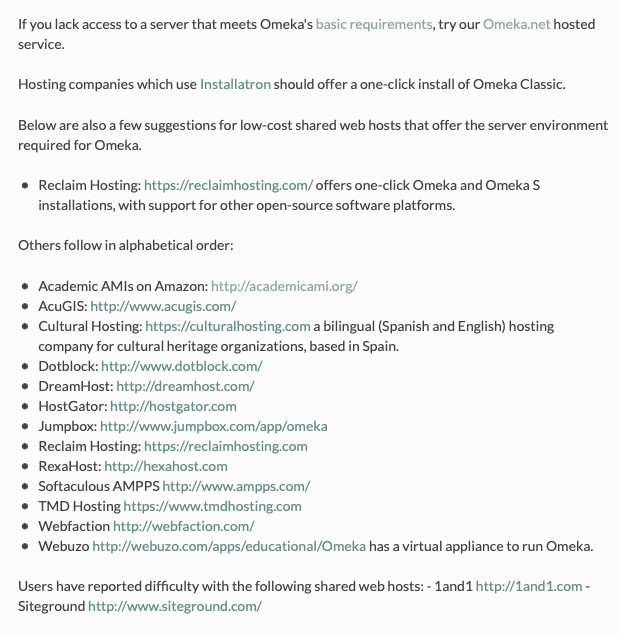 If you lack access to a server that meets Omeka's basic requirements, try our Omeka.net hosted
service.
Hosting companies which use Installatron should offer a one-click install of Omeka Classic.
Below are also a few suggestions for low-cost shared web hosts that offer the server environment
required for Omeka.
• Reclaim Hosting: https://reclaimhosting.com/ offers one-click Omeka and Omeka S
installations, with support for other open-source software platforms.
Others follow in alphabetical order:
• Academic AMIs on Amazon: http://academicami.org/
• AcuGIS: http://www.acugis.com/
• Cultural Hosting: https://culturalhosting.com a bilingual (Spanish and English) hosting
company for cultural heritage organizations, based in Spain.
• Dotblock: http://www.dotblock.com/
• DreamHost: http://dreamhost.com/
• HostGator: http://hostgator.com
• Jumpbox: http://www.jumpbox.com/app/omeka
• Reclaim Hosting: https://reclaimhosting.com
• RexaHost: http://hexahost.com
• Softaculous AMPPS http://www.ampps.com/
• TMD Hosting https://www.tmdhosting.com
• Webfaction http://webfaction.com/
• Webuzo http://webuzo.com/apps/educational/Omeka has a virtual appliance to run Omeka.
Users have reported difficulty with the following shared web hosts: - 1and1 http://1and1.com -
Siteground http://www.siteground.com/